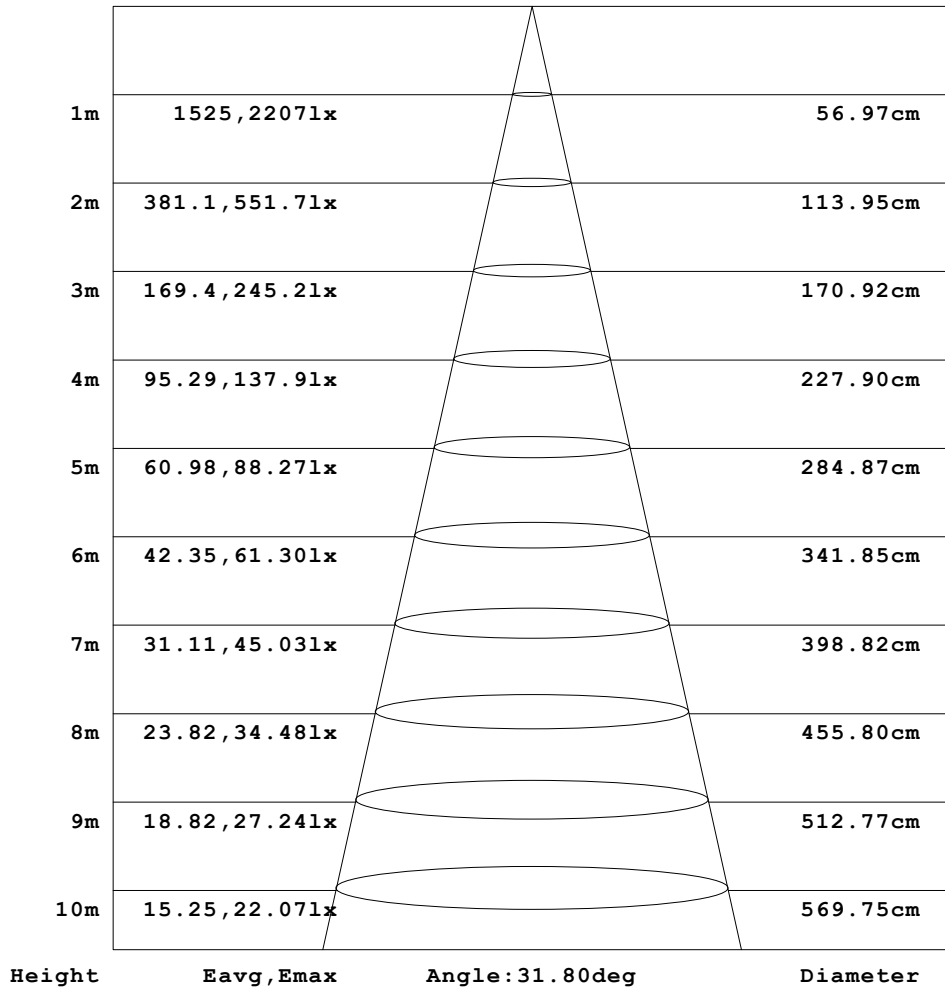 1m 1525,2207lx 56.97cm
2m 381.1,551.7lx 113.95cm
3m 169.4,245.2lx 170.92cm
4m 95.29,137.9lx 227.90cm
5m 60.98,88.27lx 284.87cm
6m 42.35,61.30lx 341.85cm
7m 31.11,45.03lx 398.82cm
8m 23.82,34.48lx 455.80cm
9m 18.82,27.24lx 512.77cm
10m 15.25,22.07lx 569.75cm
Height Eavg,Emax Angle:31.80deg Diameter